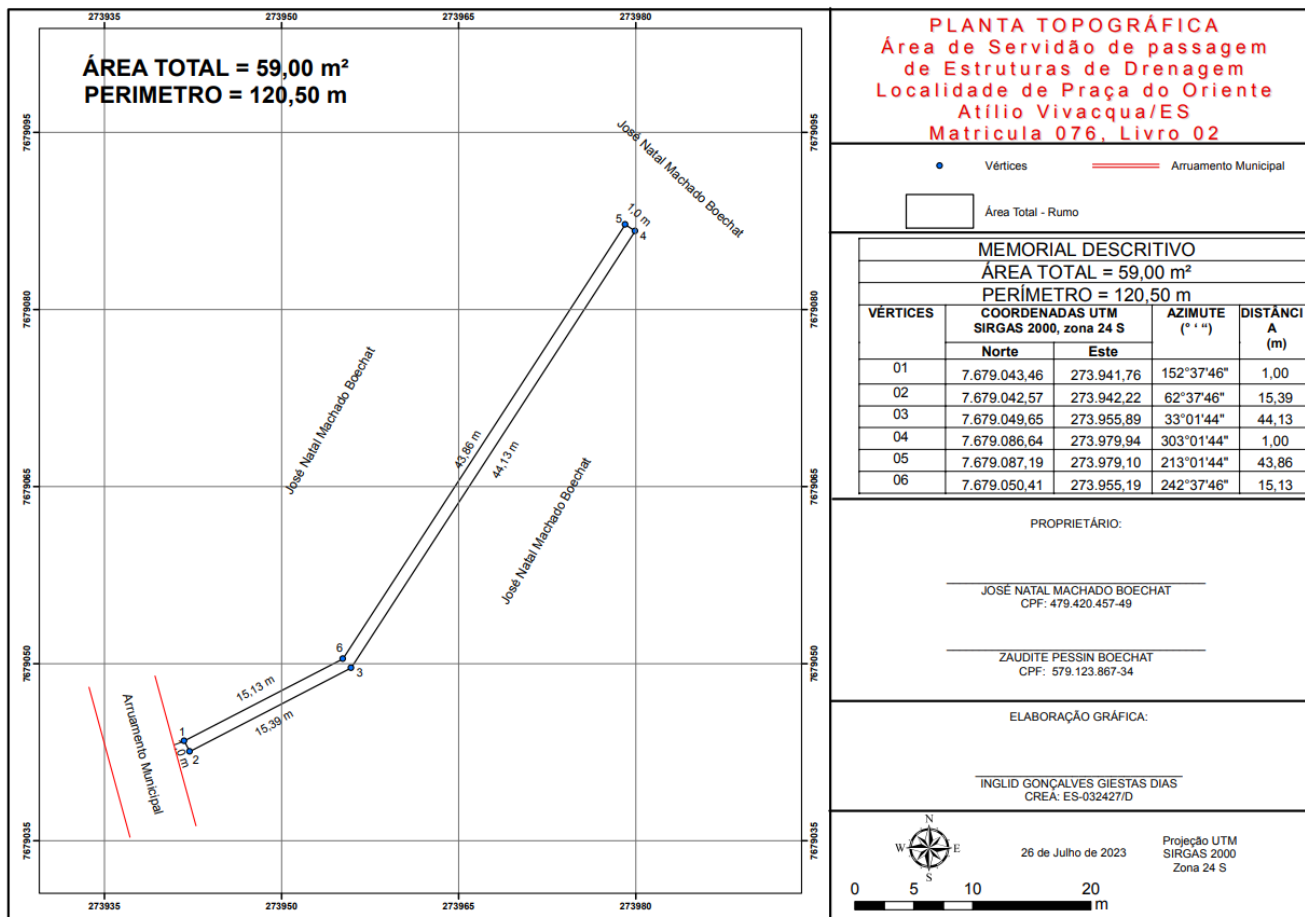 273935 273950 273965 273980
ÁREA TOTAL = 59,00 m²
PERIMETRO = 120,50 m
7679095 7679095
7679080 7679080
7679065 7679065
7679050 7679050
7679035 7679035
José Natal Machado Boechat
1,0 m
5
4
José Natal Machado Boechat
43,86 m
44,13 m
José Natal Machado Boechat
6
3
15,13 m
15,39 m
1
2
,0 m
Arruamento Municipal
273935 273950 273965 273980
PLANTA TOPOGRÁFICA
Área de Servidão de passagem
de Estruturas de Drenagem
Localidade de Praça do Oriente
Atílio Vivacqua/ES
Matricula 076, Livro 02
Vértices Arruamento Municipal
Área Total - Rumo
MEMORIAL DESCRITIVO
ÁREA TOTAL = 59,00 m²
PERÍMETRO = 120,50 m
VÉRTICES COORDENADAS UTM SIRGAS 2000, zona 24 S AZIMUTE (° ‘ “) DISTÂNCIA (m)
Norte Este
01 7.679.043,46 273.941,76 152°37'46" 1,00
02 7.679.042,57 273.942,22 62°37'46" 15,39
03 7.679.049,65 273.955,89 33°01'44" 44,13
04 7.679.086,64 273.979,94 303°01'44" 1,00
05 7.679.087,19 273.979,10 213°01'44" 43,86
06 7.679.050,41 273.955,19 242°37'46" 15,13
PROPRIETÁRIO:
JOSÉ NATAL MACHADO BOECHAT
CPF: 479.420.457-49
ZAUDITE PESSIN BOECHAT
CPF: 579.123.867-34
ELABORAÇÃO GRÁFICA:
INGLID GONÇALVES GIESTAS DIAS
CREA: ES-032427/D
N
W E
S
26 de Julho de 2023
Projeção UTM
SIRGAS 2000
Zona 24 S
0 5 10 20
m